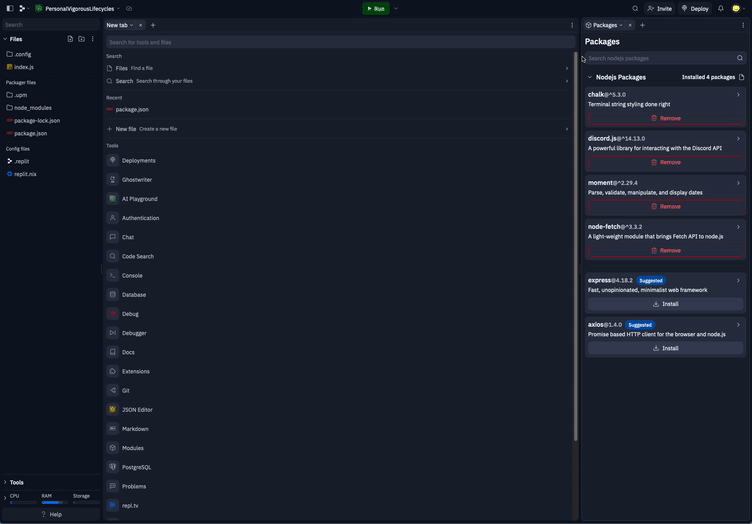 PersonalVigorousLifecycles
Run
Invite
Deploy
Search
Files
.config
index.js
Packager files
.upm
node_modules
package-lock.json
package.json
Config files
.replit
replit.nix
Tools
CPU
RAM
Storage
? Help
New tab
Search for tools and files
Search
Files Find a file
Search Search through your files
Recent
package.json
New file Create a new file
Tools
Deployments
Ghostwriter
AI Playground
Authentication
Chat
Code Search
Console
Database
Debug
Debugger
Docs
Extensions
Git
JSON Editor
Markdown
Modules
PostgreSQL
Problems
repl.tv
Packages
Packages
Search nodejs packages
Nodejs Packages Installed 4 packages
chalk@^5.3.0
Terminal string styling done right
Remove
discord.js@^14.13.0
A powerful library for interacting with the Discord API
Remove
moment@^2.29.4
Parse, validate, manipulate, and display dates
Remove
node-fetch@^3.3.2
A light-weight module that brings Fetch API to node.js
Remove
express@4.18.2 Suggested
Fast, unopinionated, minimalist web framework
Install
axios@1.4.0 Suggested
Promise based HTTP client for the browser and node.js
Install